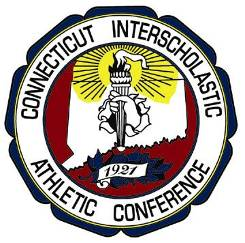 CONNECTICUT INTERSCHOLASTIC
ATHLETIC CONFERENCE
1921